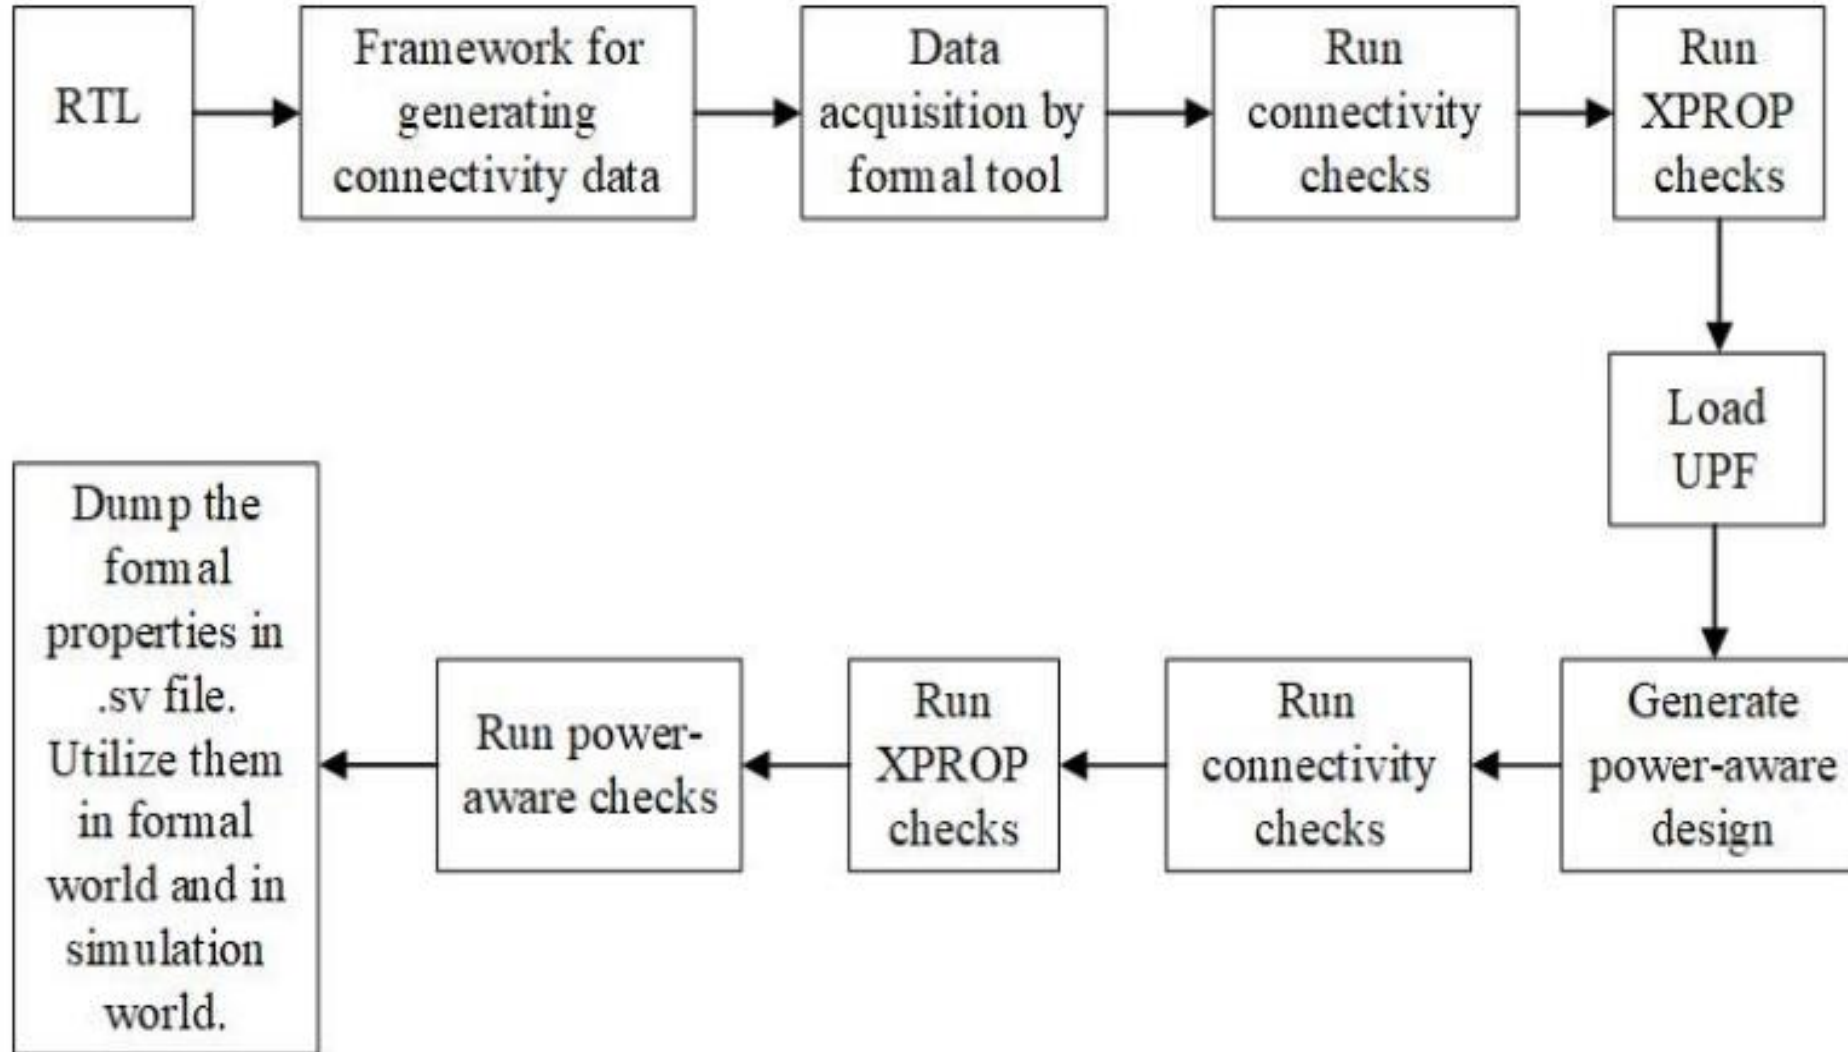 RTL
Framework for
generating
connectivity data
Data
acquisition by
formal tool
Run
connectivity
checks
Run
XPROP
checks
Load
UPF
Generate
power-aware
design
Run
connectivity
checks
Run
XPROP
checks
Run power-
aware checks
Dump the
formal
properties in
.sv file.
Utilize them
in formal
world and in
simulation
world.